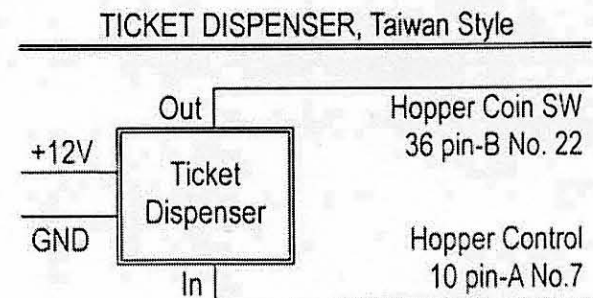 TICKET DISPENSER, Taiwan Style
Out
Hopper Coin SW
36 pin-B No. 22
+12V
Ticket
Dispenser
GND
Hopper Control
10 pin-A No.7
In